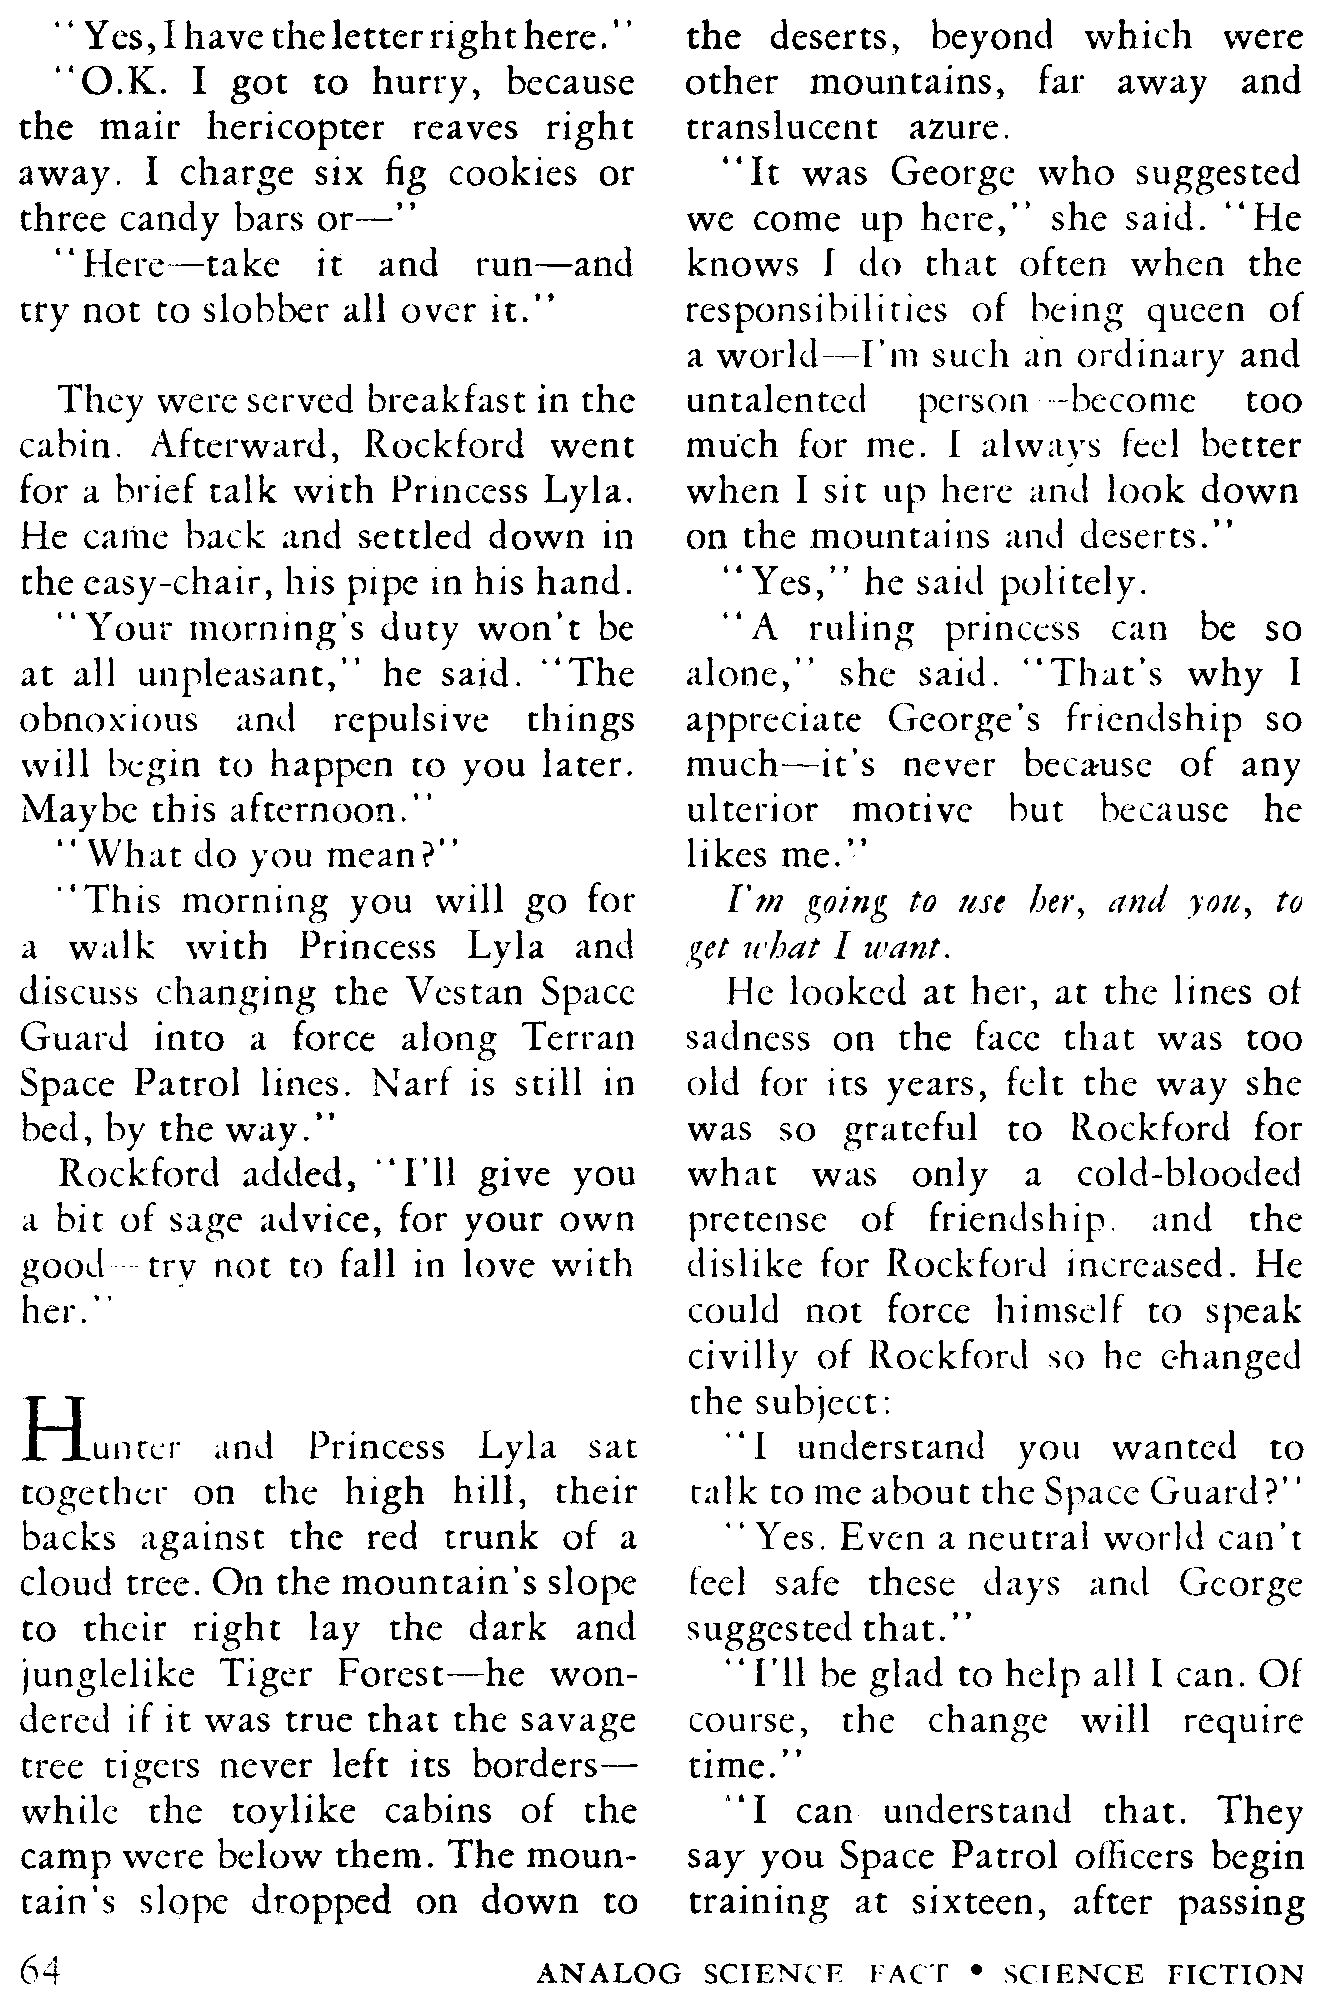 "Yes, I have the letter right here."
"O.K. I got to hurry, because
the mair hericopter reaves right
away. I charge six fig cookies or
three candy bars or—"
"Here—take it and run—and
try not to slobber all over it."
They were served breakfast in the
cabin. Afterward, Rockford went
for a brief talk with Princess Lyla.
He came back and settled down in
the easy-chair, his pipe in his hand.
"Your morning's duty won't be
at all unpleasant," he said. "The
obnoxious and repulsive things
will begin to happen to you later.
Maybe this afternoon."
"What do you mean?"
"This morning you will go for
a walk with Princess Lyla and
discuss changing the Vestan Space
Guard into a force along Terran
Space Patrol lines. Narf is still in
bed, by the way."
Rockford added, "I'll give you
a bit of sage advice, for your own
good—try not to fall in love with
her."
Hunter and Princess Lyla sat
together on the high hill, their
backs against the red trunk of a
cloud tree. On the mountain's slope
to their right lay the dark and
junglelike Tiger Forest—he won-
dered if it was true that the savage
tree tigers never left its borders—
while the toylike cabins of the
camp were below them. The moun-
tain's slope dropped on down to
the deserts, beyond which were
other mountains, far away and
translucent azure.
"It was George who suggested
we come up here," she said. "He
knows I do that often when the
responsibilities of being queen of
a world—I'm such an ordinary and
untalented person—become too
much for me. I always feel better
when I sit up here and look down
on the mountains and deserts."
"Yes," he said politely.
"A ruling princess can be so
alone," she said. "That's why I
appreciate George's friendship so
much—it's never because of any
ulterior motive but because he
likes me."
I'm going to use her, and you, to
get what I want.
He looked at her, at the lines of
sadness on the face that was too
old for its years, felt the way she
was so grateful to Rockford for
what was only a cold-blooded
pretense of friendship. and the
dislike for Rockford increased. He
could not force himself to speak
civilly of Rockford so he changed
the subject:
"I understand you wanted to
talk to me about the Space Guard?"
"Yes. Even a neutral world can't
feel safe these days and George
suggested that."
"I'll be glad to help all I can. Of
course, the change will require
time."
"I can understand that. They
say you Space Patrol officers begin
training at sixteen, after passing
64
ANALOG SCIENCE FACT • SCIENCE FICTION